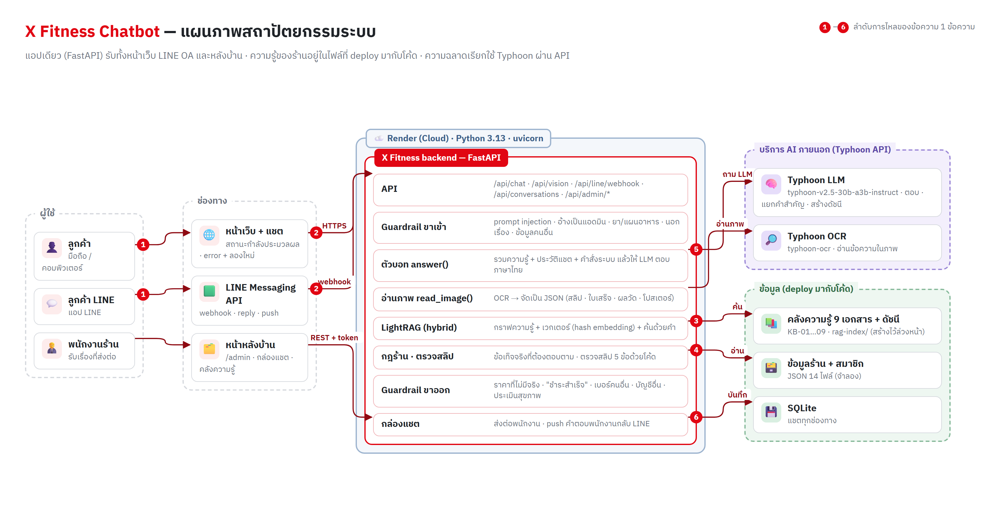 X Fitness Chatbot — แผนภาพสถาปัตยกรรมระบบ
1 – 6 ลำดับการไหลของข้อความ 1 ข้อความ
แอปเดียว (FastAPI) รับทั้งหน้าเว็บ LINE OA และหลังบ้าน · ความรู้ของร้านอยู่ในไฟล์ที่ deploy มากับโค้ด · ความฉลาดเรียกใช้ Typhoon ผ่าน API
ผู้ใช้
ลูกค้า
มือถือ /
คอมพิวเตอร์
1
ลูกค้า LINE
แอป LINE
1
พนักงานร้าน
รับเรื่องที่ส่งต่อ
ช่องทาง
หน้าเว็บ + แชต
สถานะกำลังประมวลผล
· error + ลองใหม่
2
HTTPS
LINE Messaging
API
webhook · reply · push
2
webhook
หน้าหลังบ้าน
/admin · กล่องแชต ·
คลังความรู้
REST + token
Render (Cloud) · Python 3.13 · uvicorn
X Fitness backend — FastAPI
API
/api/chat · /api/vision · /api/line/webhook ·
/api/conversations · /api/admin/*
Guardrail ขาเข้า
prompt injection · อ้างเป็นแอดมิน · ยา/แผนอาหาร · นอก
เรื่อง · ข้อมูลคนอื่น
ตัวบอท answer()
รวมความรู้ + ประวัติแชต + คำสั่งระบบ แล้วให้ LLM ตอบ
ภาษาไทย
5
อ่านภาพ read_image()
OCR → จัดเป็น JSON (สลิป · ใบเสร็จ · ผลวัด · โปสเตอร์)
LightRAG (hybrid)
กราฟความรู้ + เวกเตอร์ (hash embedding) + ค้นด้วยคำ
3
กฎร้าน · ตรวจสลิป
ข้อเท็จจริงที่ต้องตอบตาม · ตรวจสลิป 5 ข้อด้วยโค้ด
4
Guardrail ขาออก
ราคาที่ไม่มีจริง · "ชำระสำเร็จ" · เบอร์คนอื่น · บัญชีอื่น ·
ประเมินสุขภาพ
กล่องแชต
ส่งต่อพนักงาน · push คำตอบพนักงานกลับ LINE
6
บริการ AI ภายนอก (Typhoon API)
ถาม LLM
Typhoon LLM
typhoon-v2.5-30b-a3b-instruct · ตอบ ·
แยกคำสำคัญ · สร้างดัชนี
อ่านภาพ
Typhoon OCR
typhoon-ocr · อ่านข้อความในภาพ
ข้อมูล (deploy มากับโค้ด)
ค้น
คลังความรู้ 9 เอกสาร + ดัชนี
KB-01…09 · rag-index/ (สร้างไว้ล่วงหน้า)
อ่าน
ข้อมูลร้าน + สมาชิก
JSON 14 ไฟล์ (จำลอง)
บันทึก
SQLite
แชตทุกช่องทาง